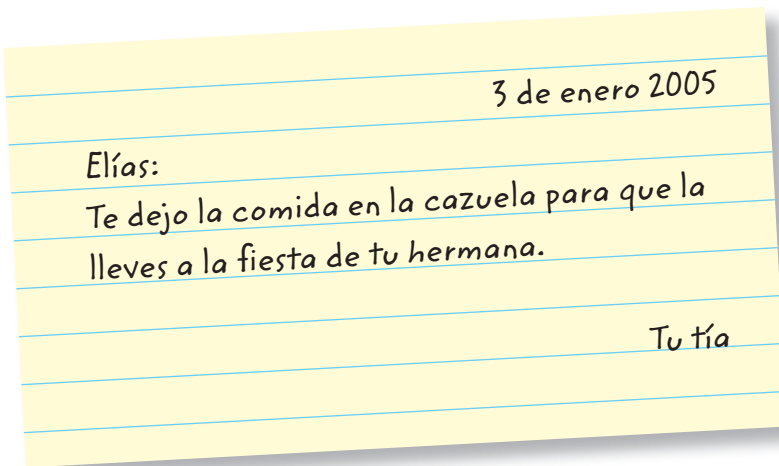 3 de enero 2005
Elías:
Te dejo la comida en la cazuela para que la
lleves a la fiesta de tu hermana.
Tu tía